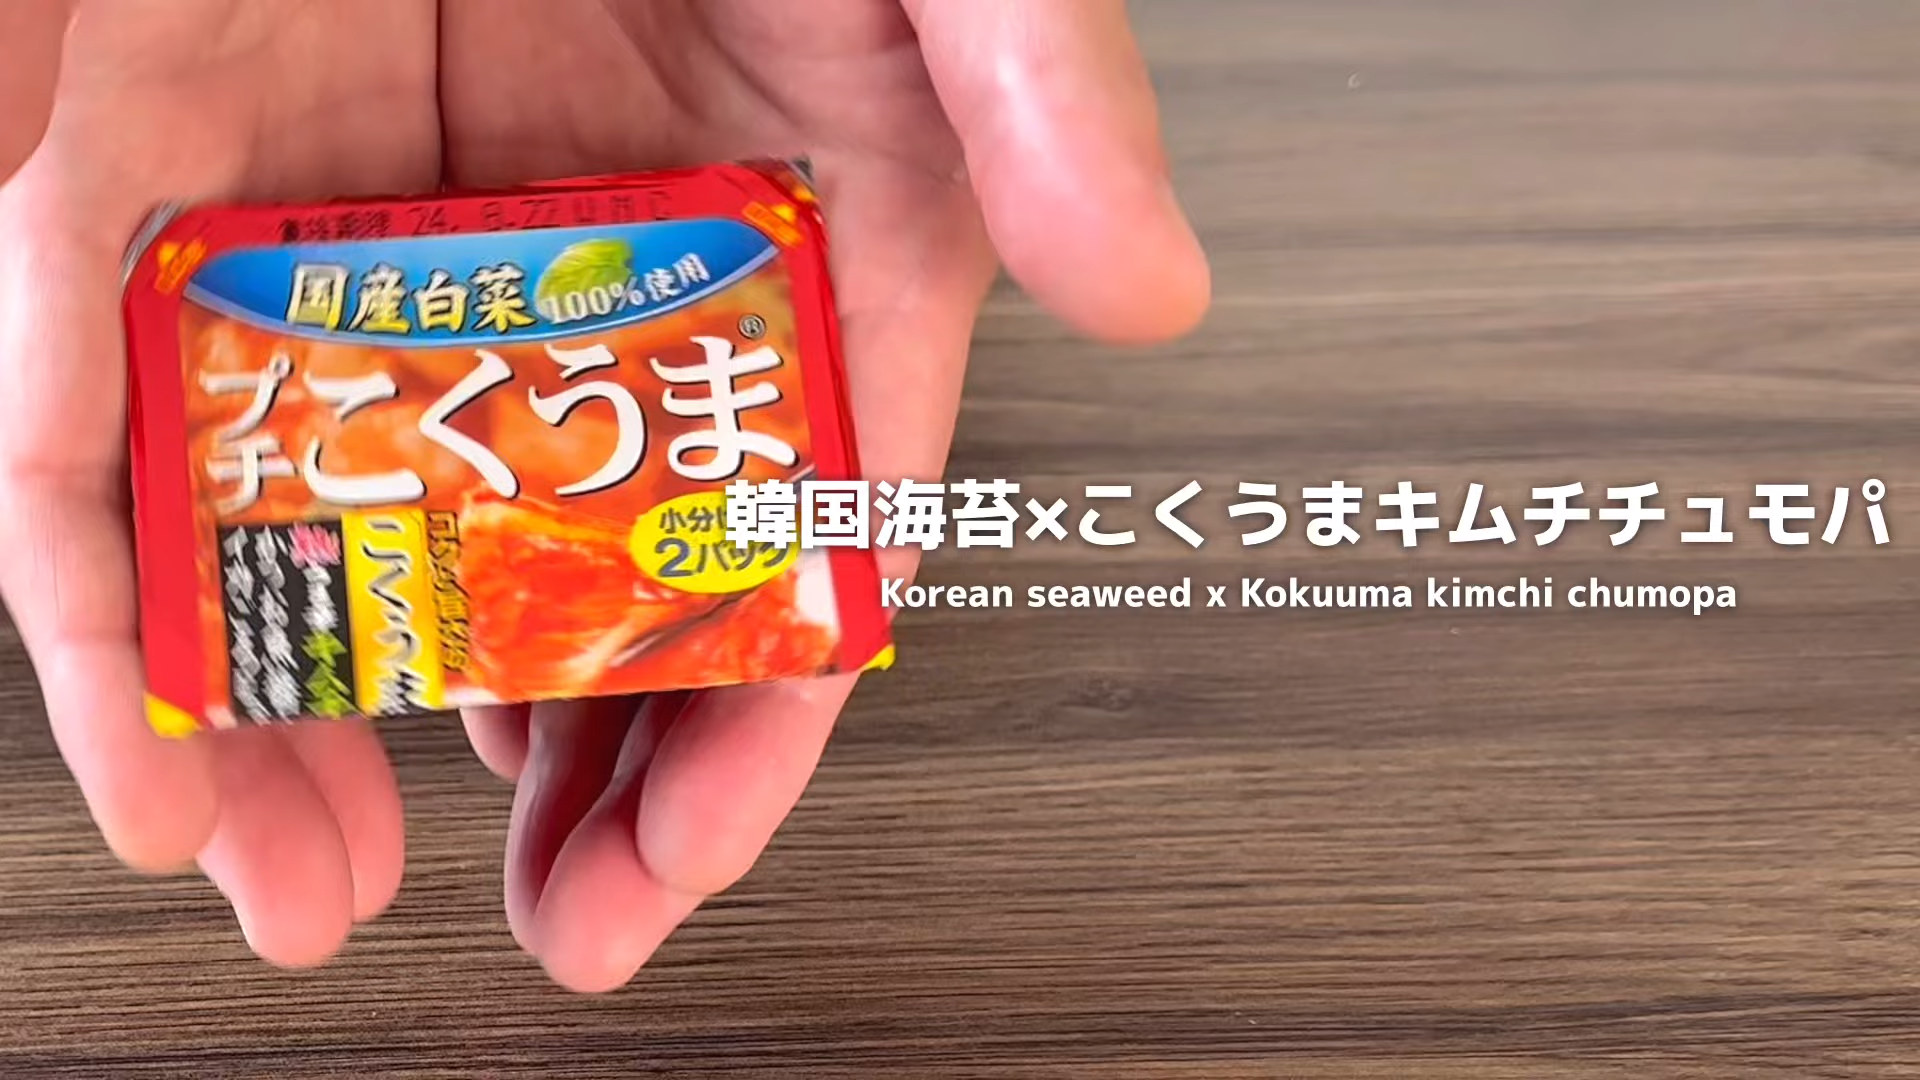 国産白菜100%使用
プチこくうま®
小分け
2パック
韓国海苔×こくうまキムチチュモパ
Korean seaweed x Kokuuma kimchi chumopa